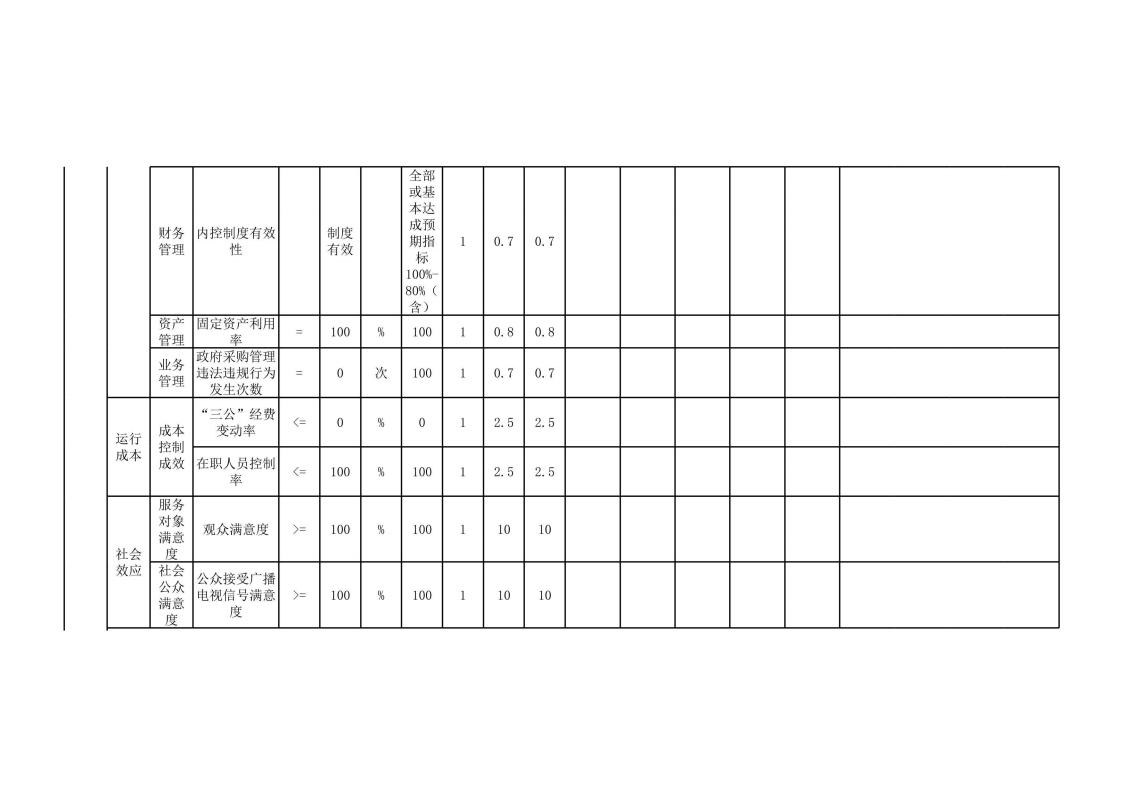 财务
管理
内控制度有效
性
制度
有效
全部
或基
本达
成预
期指
标
100%-
80%（
含）
1
0.7
0.7
资产
管理
固定资产利用
率
=
100
%
100
1
0.8
0.8
业务
管理
政府采购管理
违法违规行为
发生次数
=
0
次
100
1
0.7
0.7
运行
成本
成本
控制
成效
“三公”经费
变动率
<=
0
%
0
1
2.5
2.5
在职人员控制
率
<=
100
%
100
1
2.5
2.5
社会
效应
服务
对象
满意
度
观众满意度
>=
100
%
100
1
10
10
社会
公众
满意
度
公众接受广播
电视信号满意
度
>=
100
%
100
1
10
10